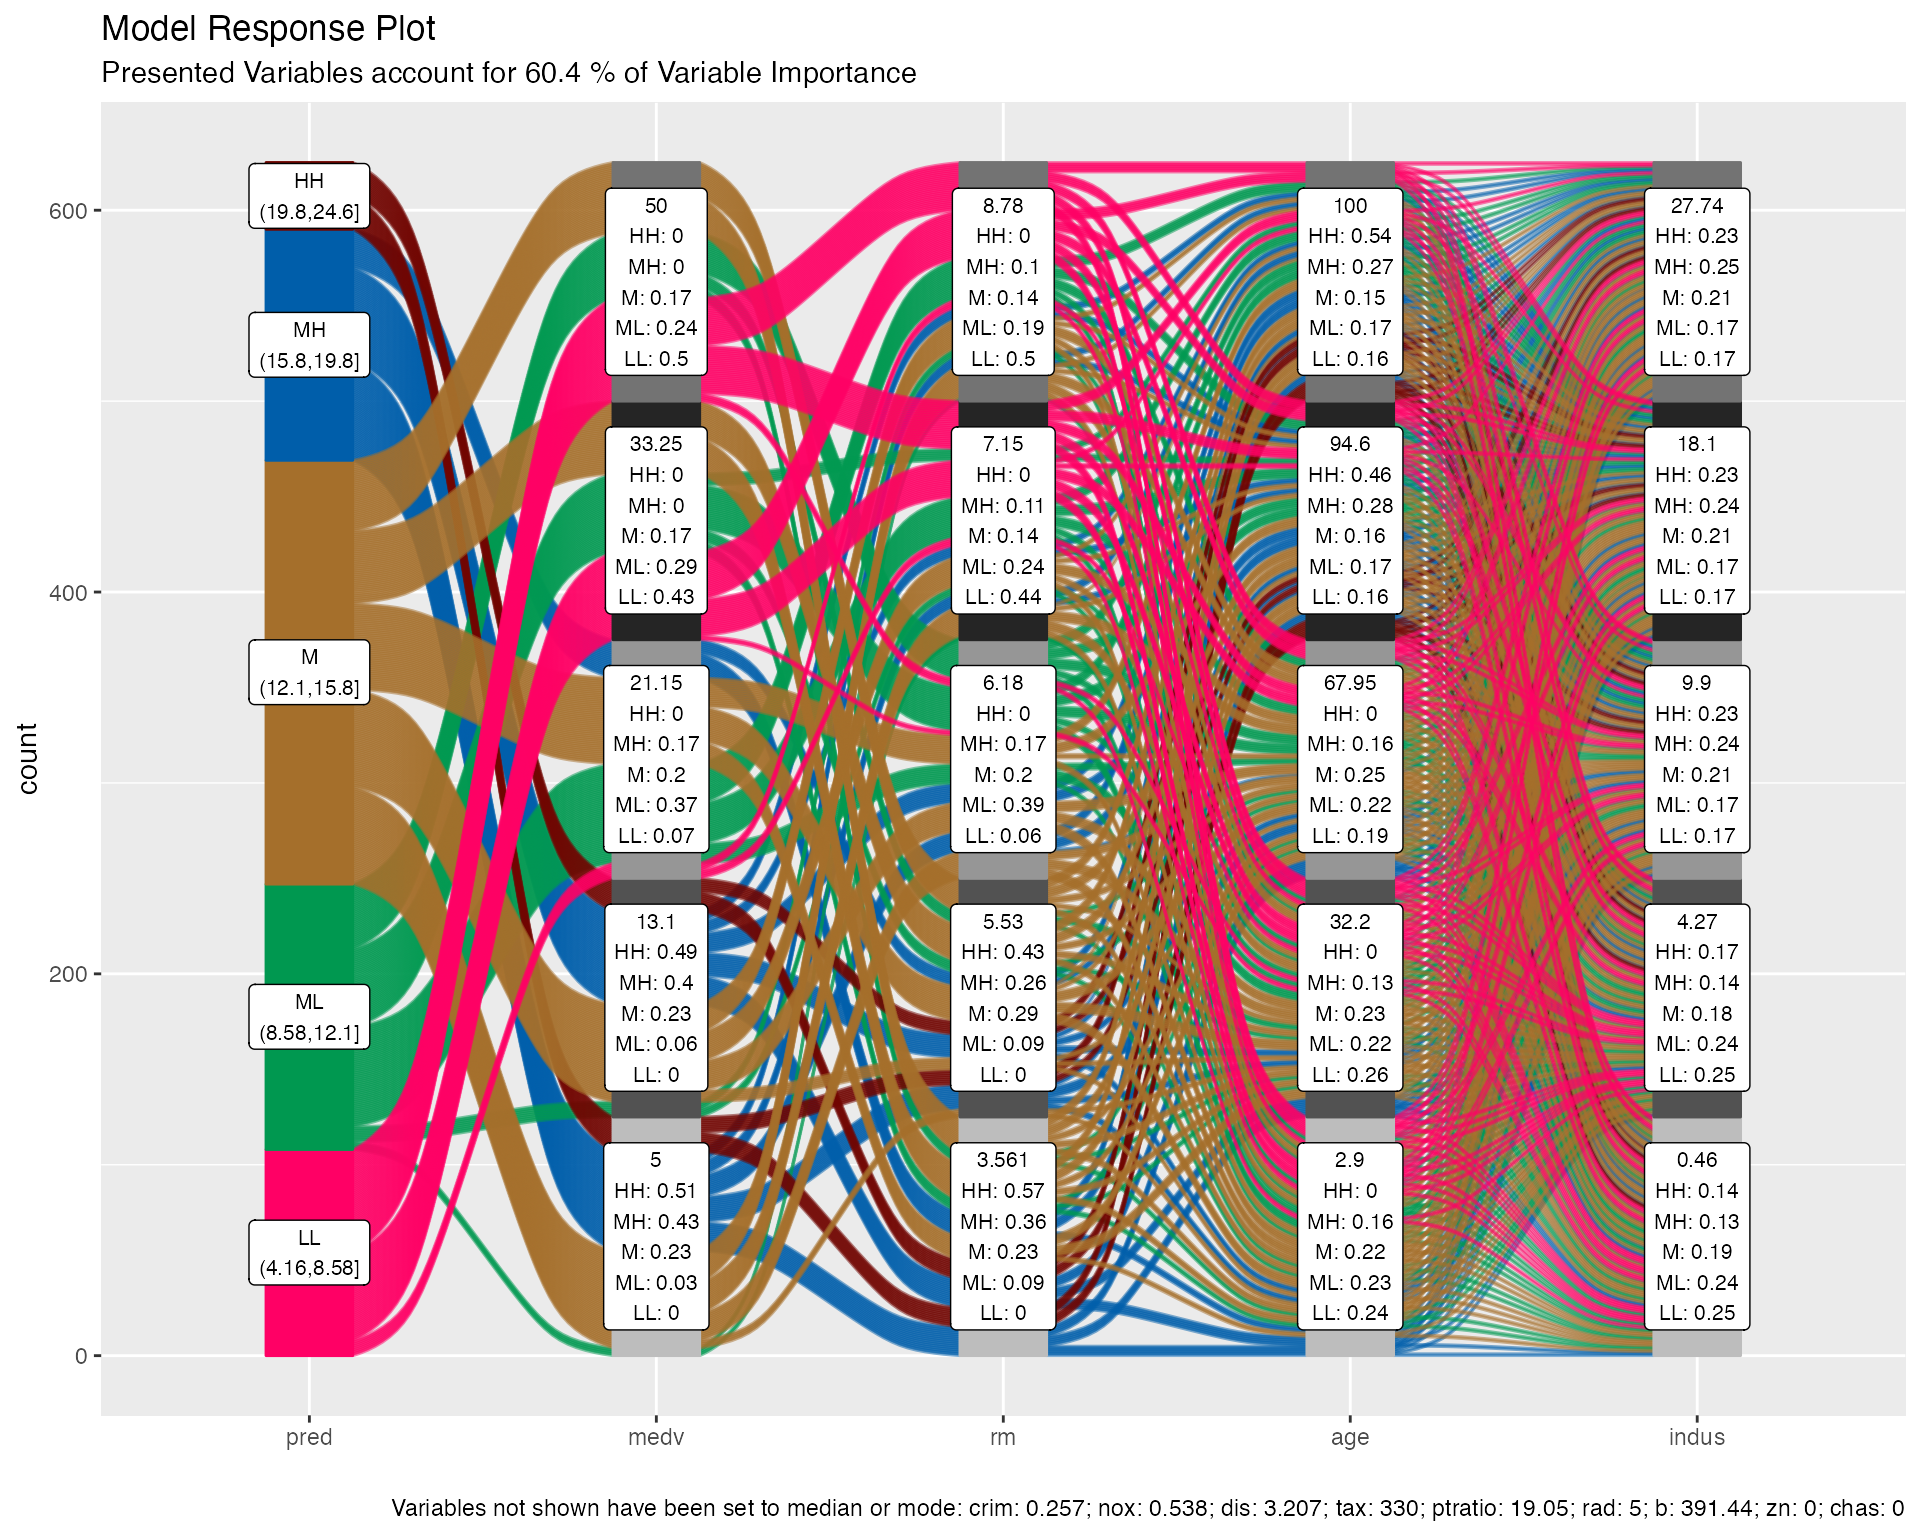 Model Response Plot
Presented Variables account for 60.4 % of Variable Importance
count
600
400
200
0
HH
(19.8,24.6]
MH
(15.8,19.8]
M
(12.1,15.8]
ML
(8.58,12.1]
LL
(4.16,8.58]
50
HH: 0
MH: 0
M: 0.17
ML: 0.24
LL: 0.5
33.25
HH: 0
MH: 0
M: 0.17
ML: 0.29
LL: 0.43
21.15
HH: 0
MH: 0.17
M: 0.2
ML: 0.37
LL: 0.07
13.1
HH: 0.49
MH: 0.4
M: 0.23
ML: 0.06
LL: 0
5
HH: 0.51
MH: 0.43
M: 0.23
ML: 0.03
LL: 0
8.78
HH: 0
MH: 0.1
M: 0.14
ML: 0.19
LL: 0.5
7.15
HH: 0
MH: 0.11
M: 0.14
ML: 0.24
LL: 0.44
6.18
HH: 0
MH: 0.17
M: 0.2
ML: 0.39
LL: 0.06
5.53
HH: 0.43
MH: 0.26
M: 0.29
ML: 0.09
LL: 0
3.561
HH: 0.57
MH: 0.36
M: 0.23
ML: 0.09
LL: 0
100
HH: 0.54
MH: 0.27
M: 0.15
ML: 0.17
LL: 0.16
94.6
HH: 0.46
MH: 0.28
M: 0.16
ML: 0.17
LL: 0.16
67.95
HH: 0
MH: 0.16
M: 0.25
ML: 0.22
LL: 0.19
32.2
HH: 0
MH: 0.13
M: 0.23
ML: 0.22
LL: 0.26
2.9
HH: 0
MH: 0.16
M: 0.22
ML: 0.23
LL: 0.24
27.74
HH: 0.23
MH: 0.25
M: 0.21
ML: 0.17
LL: 0.17
18.1
HH: 0.23
MH: 0.24
M: 0.21
ML: 0.17
LL: 0.17
9.9
HH: 0.23
MH: 0.24
M: 0.21
ML: 0.17
LL: 0.17
4.27
HH: 0.17
MH: 0.14
M: 0.18
ML: 0.24
LL: 0.25
0.46
HH: 0.14
MH: 0.13
M: 0.19
ML: 0.24
LL: 0.25
pred
medv
rm
age
indus
Variables not shown have been set to median or mode: crim: 0.257; nox: 0.538; dis: 3.207; tax: 330; ptratio: 19.05; rad: 5; b: 391.44; zn: 0; chas: 0